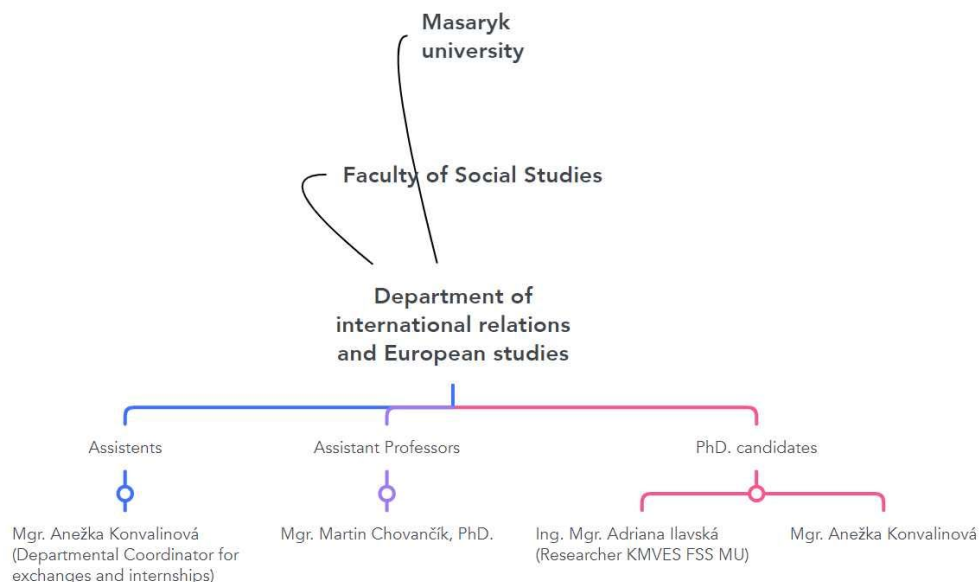 Masaryk
university
Faculty of Social Studies
Department of
international relations
and European studies
Assistents
Assistant Professors
PhD. candidates
Mgr. Anežka Konvalinová
(Departmental Coordinator for
exchanges and internships)
Mgr. Martin Chovančík, PhD.
Ing. Mgr. Adriana Ilavská
(Researcher KMVES FSS MU)
Mgr. Anežka Konvalinová